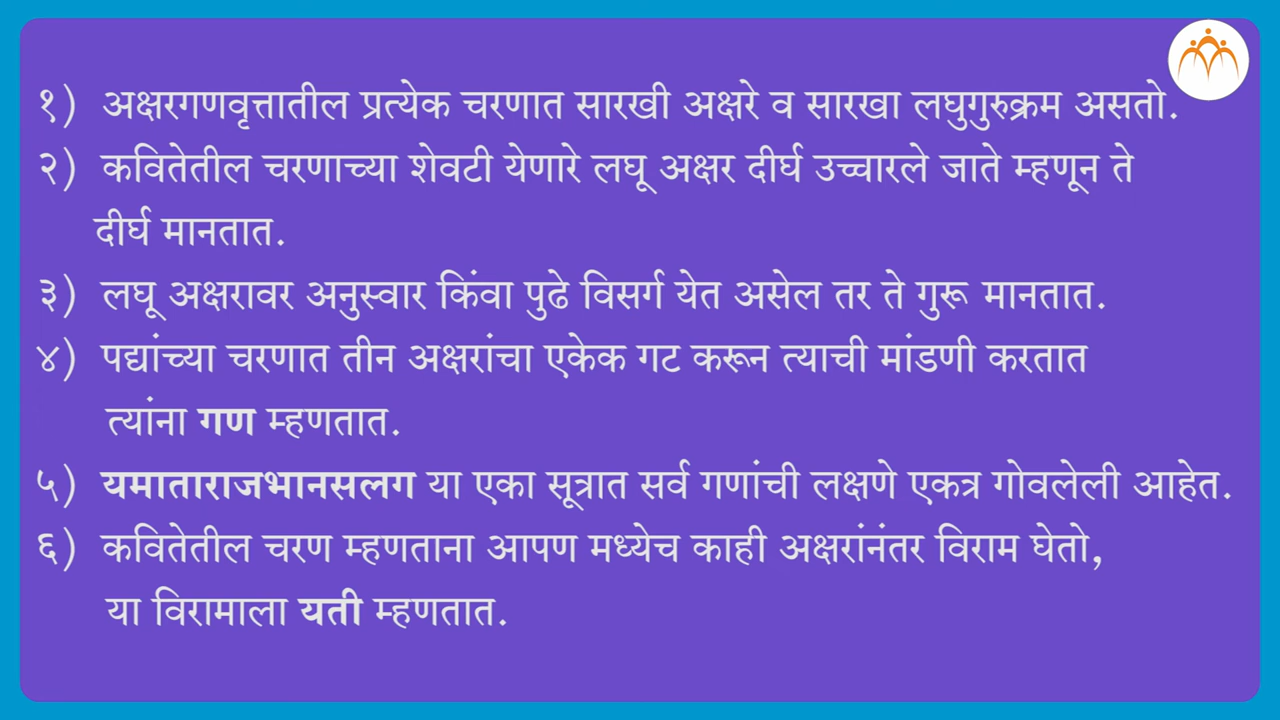 १) अक्षरगणवृत्तातील प्रत्येक चरणात सारखी अक्षरे व सारखा लघुगुरुक्रम असतो.
२) कवितेतील चरणाच्या शेवटी येणारे लघू अक्षर दीर्घ उच्चारले जाते म्हणून ते
दीर्घ मानतात.
३) लघू अक्षरावर अनुस्वार किंवा पुढे विसर्ग येत असेल तर ते गुरू मानतात.
४) पद्यांच्या चरणात तीन अक्षरांचा एकेक गट करून त्याची मांडणी करतात
त्यांना गण म्हणतात.
५) यमाताराजभानसलग या एका सूत्रात सर्व गणांची लक्षणे एकत्र गोवलेली आहेत.
६) कवितेतील चरण म्हणताना आपण मध्येच काही अक्षरांनंतर विराम घेतो,
या विरामाला यती म्हणतात.